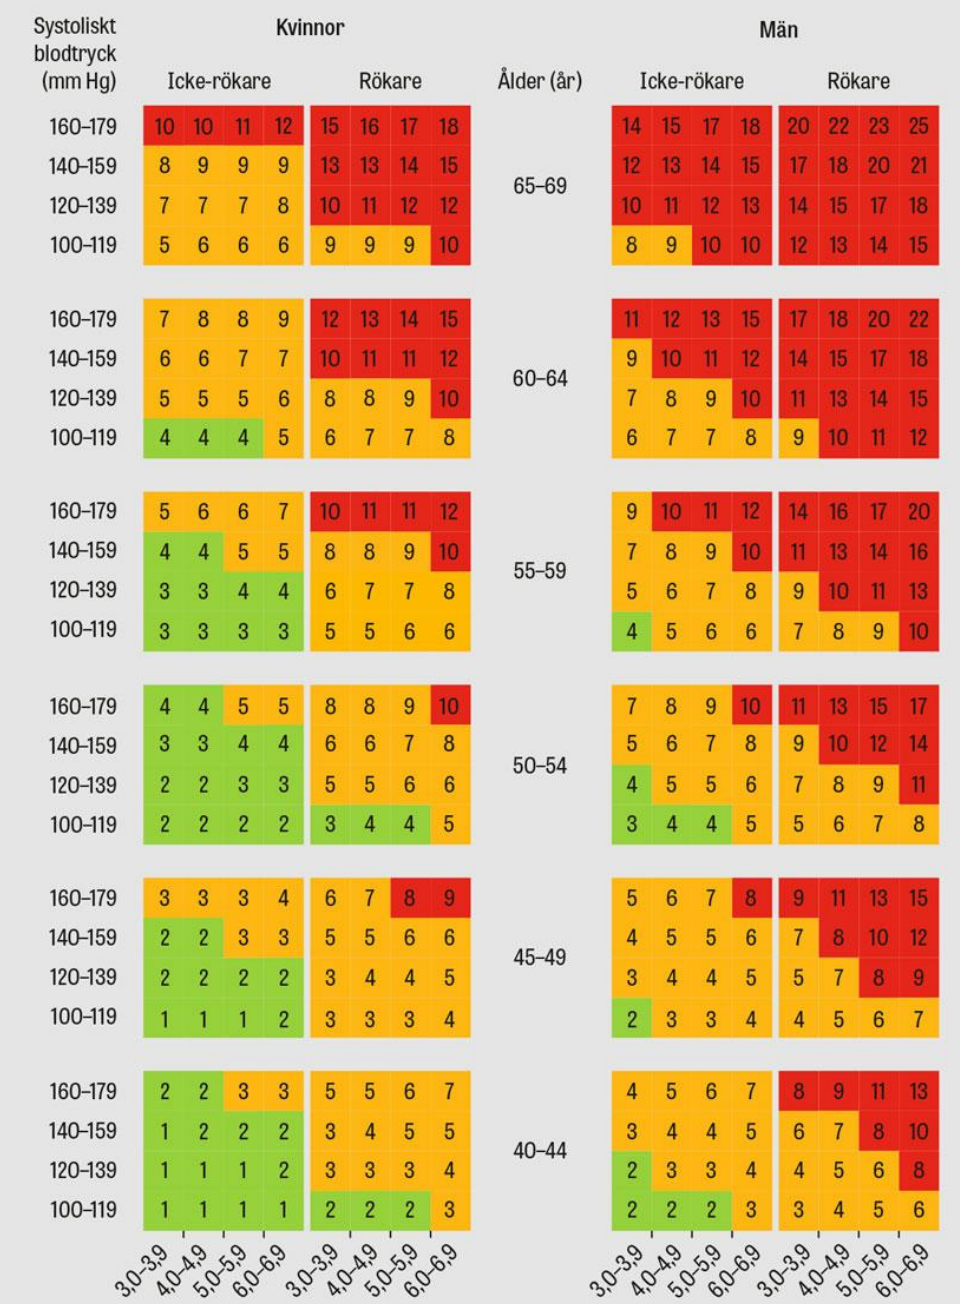 Systoliskt
blodtryck
(mm Hg)
Kvinnor
Män
Icke-rökare Rökare Ålder (år) Icke-rökare Rökare
160–179 10 10 11 12 15 16 17 18 14 15 17 18 20 22 23 25
140–159 8 9 9 9 13 13 14 15 12 13 14 15 17 18 20 21
65–69
120–139 7 7 7 8 10 11 12 12 10 11 12 13 14 15 17 18
100–119 5 6 6 6 9 9 9 10 8 9 10 10 12 13 14 15
160–179 7 8 8 9 12 13 14 15 11 12 13 15 17 18 20 22
140–159 6 6 7 7 10 11 11 12 9 10 11 12 14 15 17 18
60–64
120–139 5 5 5 6 8 8 9 10 7 8 9 10 11 13 14 15
100–119 4 4 4 5 6 7 7 8 6 7 7 8 9 10 11 12
160–179 5 6 6 7 10 11 11 12 9 10 11 12 14 16 17 20
140–159 4 4 5 5 8 8 9 10 7 8 9 10 11 13 14 16
55–59
120–139 3 3 4 4 6 7 7 8 5 6 7 8 9 10 11 13
100–119 3 3 3 3 5 5 6 6 4 5 6 6 7 8 9 10
160–179 4 4 5 5 8 8 9 10 7 8 9 10 11 13 15 17
140–159 3 3 4 4 6 6 7 8 5 6 7 8 9 10 12 14
50–54
120–139 2 2 3 3 5 5 6 6 4 5 5 6 7 8 9 11
100–119 2 2 2 2 3 4 4 5 3 4 4 5 5 6 7 8
160–179 3 3 3 4 6 7 8 9 5 6 7 8 9 11 13 15
140–159 2 2 3 3 5 5 6 6 4 5 5 6 7 8 10 12
45–49
120–139 2 2 2 2 3 4 4 5 3 4 4 5 5 7 8 9
100–119 1 1 1 2 3 3 3 4 2 3 3 4 4 5 6 7
160–179 2 2 3 3 5 5 6 7 4 5 6 7 8 9 11 13
140–159 1 2 2 2 3 4 5 5 3 4 4 5 6 7 8 10
40–44
120–139 1 1 1 2 3 3 3 4 2 3 3 4 4 5 6 8
100–119 1 1 1 1 2 2 2 3 2 2 2 3 3 4 5 6
3,0–3,9 4,0–4,9 5,0–5,9 6,0–6,9 3,0–3,9 4,0–4,9 5,0–5,9 6,0–6,9 3,0–3,9 4,0–4,9 5,0–5,9 6,0–6,9 3,0–3,9 4,0–4,9 5,0–5,9 6,0–6,9